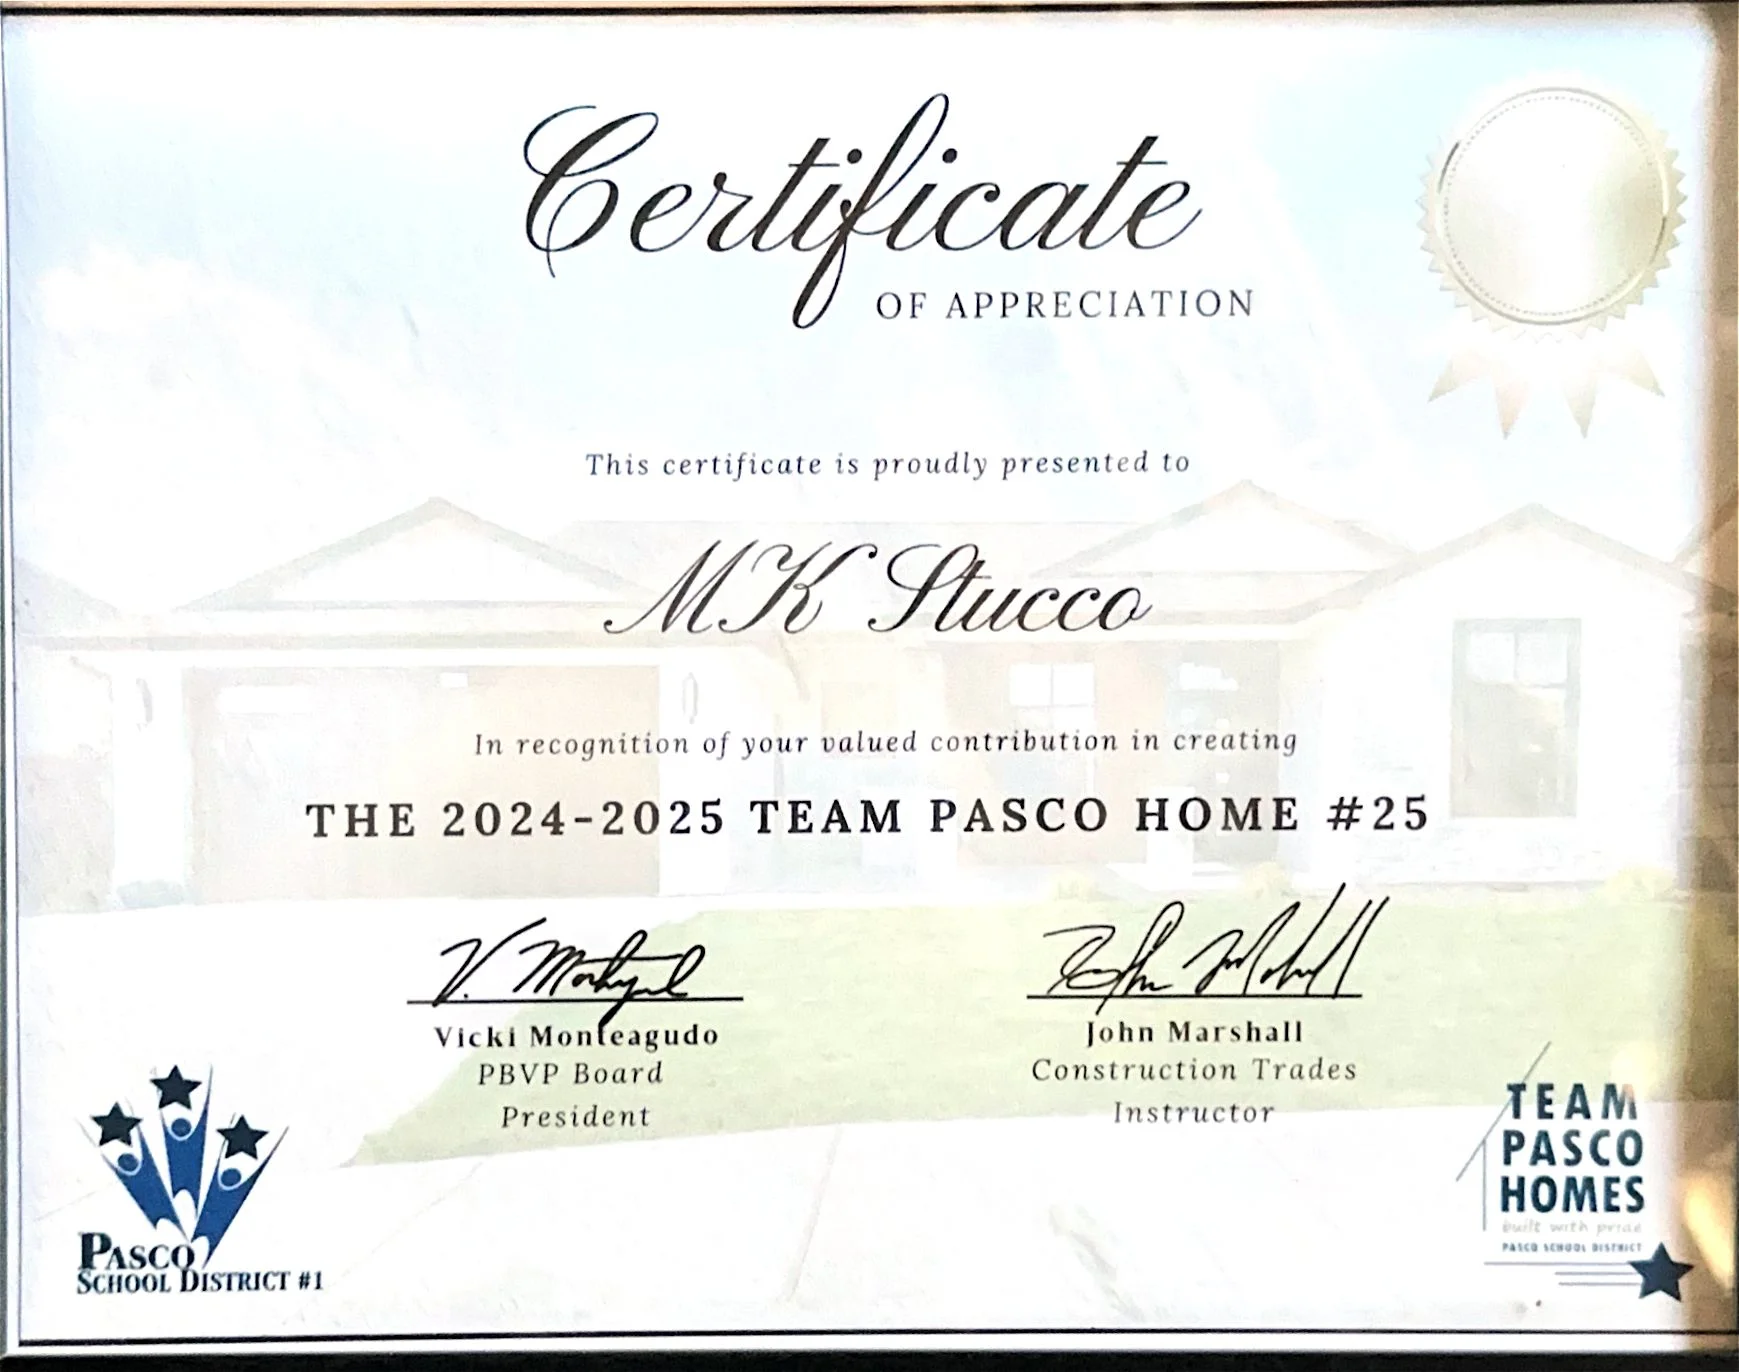 Certificate
OF APPRECIATION
This certificate is proudly presented to
MK Stucco
In recognition of your valued contribution in creating
THE 2024-2025 TEAM PASCO HOME #25
Vicki Monteagudo
PBVP Board
President
John Marshall
Construction Trades
Instructor
PASCO
SCHOOL DISTRICT #1
TEAM
PASCO
HOMES
built with pride
PASCO SCHOOL DISTRICT